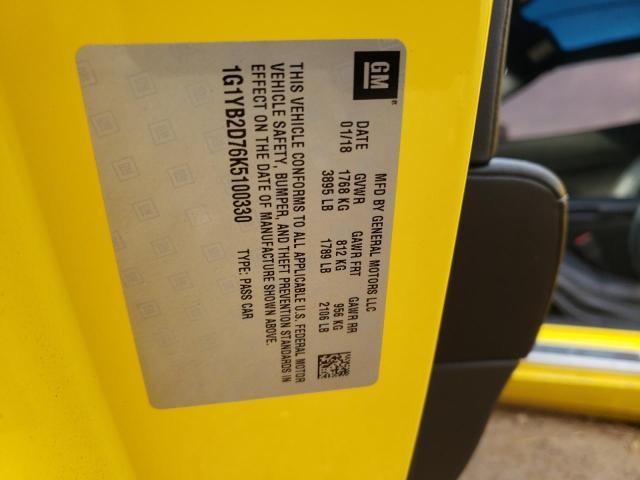 GM
MFD BY GENERAL MOTORS LLC
DATE GVWR GAWR FRT GAWR RR
01/18 1768 KG 812 KG 956 KG
3895 LB 1789 LB 2106 LB
THIS VEHICLE CONFORMS TO ALL APPLICABLE U.S. FEDERAL MOTOR
VEHICLE SAFETY, BUMPER, AND THEFT PREVENTION STANDARDS IN
EFFECT ON THE DATE OF MANUFACTURE SHOWN ABOVE.
1G1YB2D76K5100330 TYPE: PASS CAR